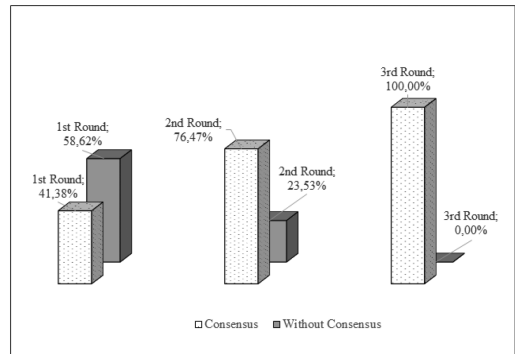 1st Round;
41,38%
1st Round;
58,62%
2nd Round;
76,47%
2nd Round;
23,53%
3rd Round;
100,00%
3rd Round;
0,00%
Consensus
Without Consensus